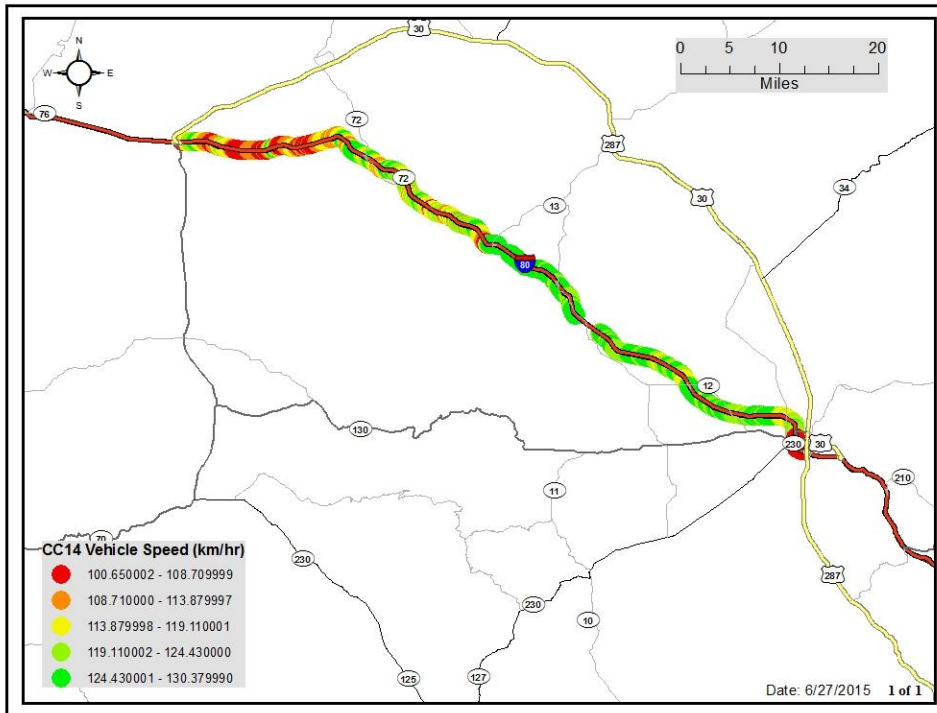 30
N
W E
S
0 5 10 20
Miles
76
72
287
72
30
34
13
80
12
130
230
30
210
11
70
CC14 Vehicle Speed (km/hr)
100.650002 - 108.709999
108.710000 - 113.879997
113.879998 - 119.110001
119.110002 - 124.430000
124.430001 - 130.379990
230
287
230
10
125
127
Date: 6/27/2015 1 of 1